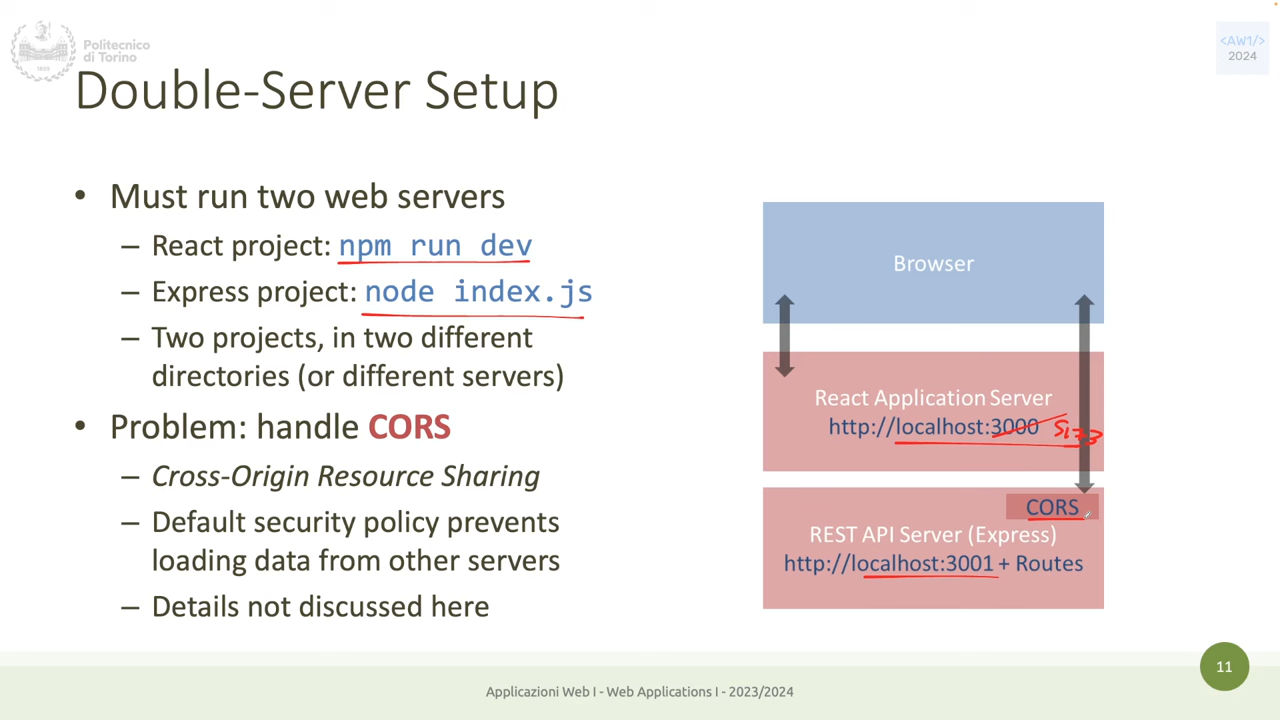 Politecnico
di Torino
<AW1/>
2024
Double-Server Setup
• Must run two web servers
– React project: npm run dev
– Express project: node index.js
– Two projects, in two different
directories (or different servers)
• Problem: handle CORS
– Cross-Origin Resource Sharing
– Default security policy prevents
loading data from other servers
– Details not discussed here
Browser
React Application Server
http://localhost:3000 5173
CORS
REST API Server (Express)
http://localhost:3001 + Routes
11
Applicazioni Web I - Web Applications I - 2023/2024